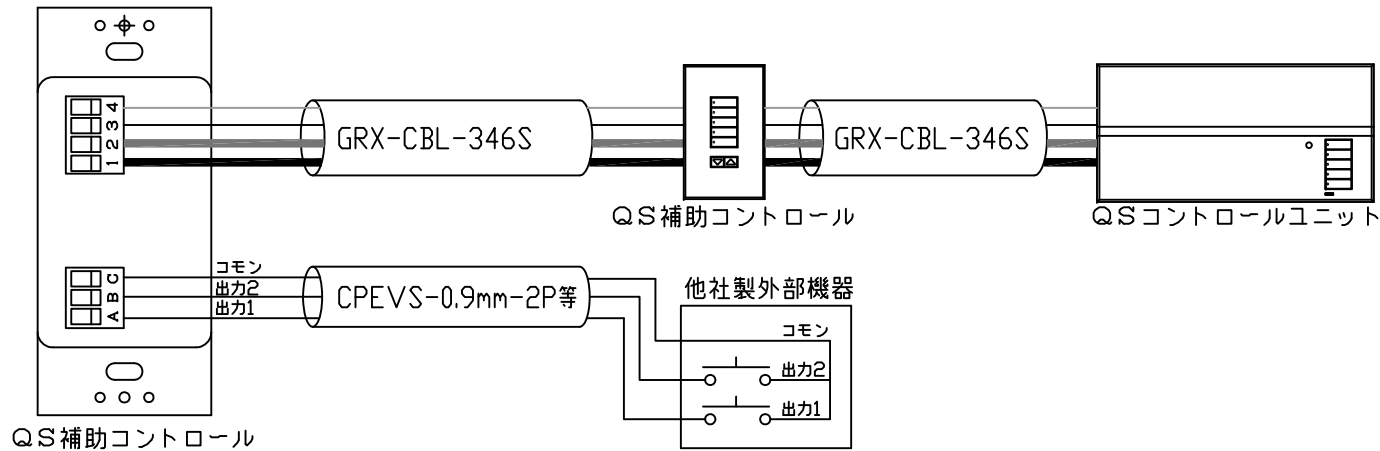 4
3
2
1
GRX-CBL-346S
GRX-CBL-346S
QS補助コントロール
QSコントロールユニット
C
B
A
コモン
出力2
出力1
CPEVS-0.9mm-2P等
他社製外部機器
コモン
出力2
出力1
QS補助コントロール